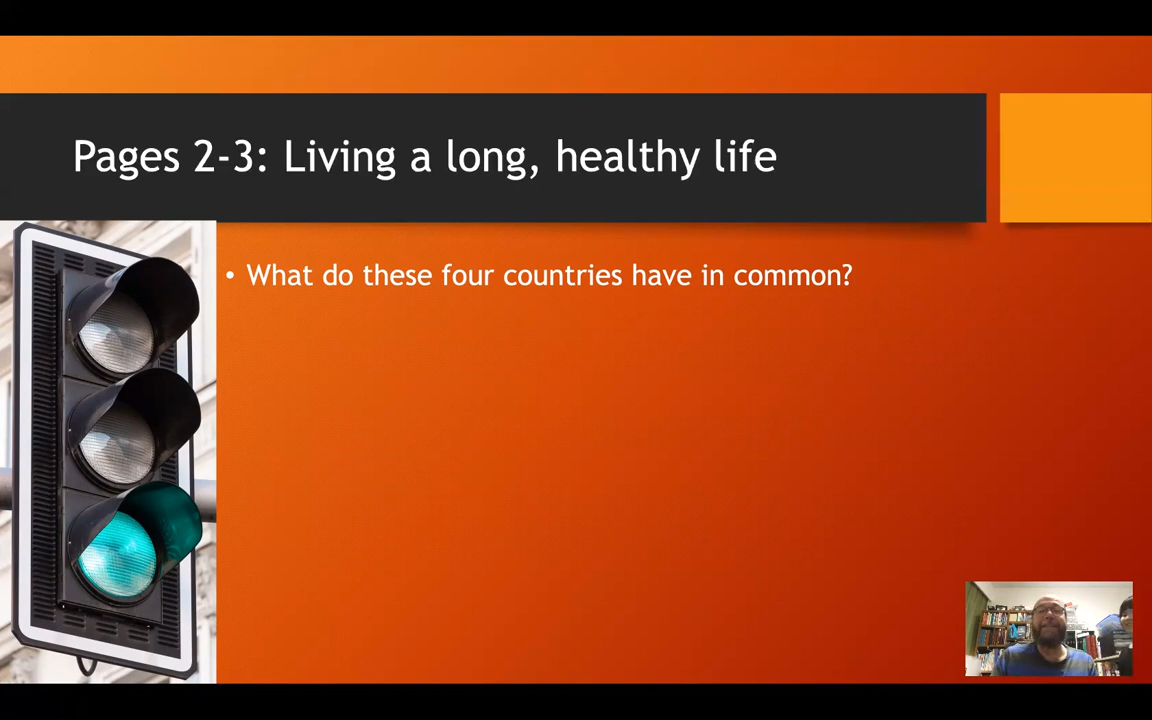 Pages 2-3: Living a long, healthy life
• What do these four countries have in common?